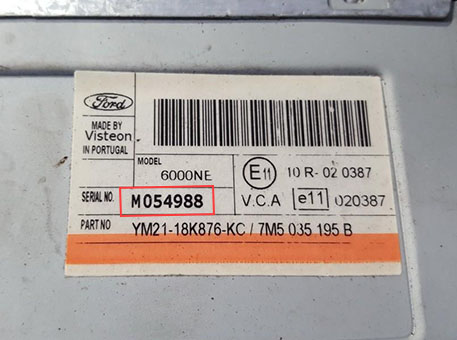 Ford
MADE BY
Visteon
IN PORTUGAL
MODEL
6000NE
E11 10 R- 02 0387
SERIAL NO. M054988
V.C.A e11 020387
PART NO YM21-18K876-KC / 7M5 035 195 B